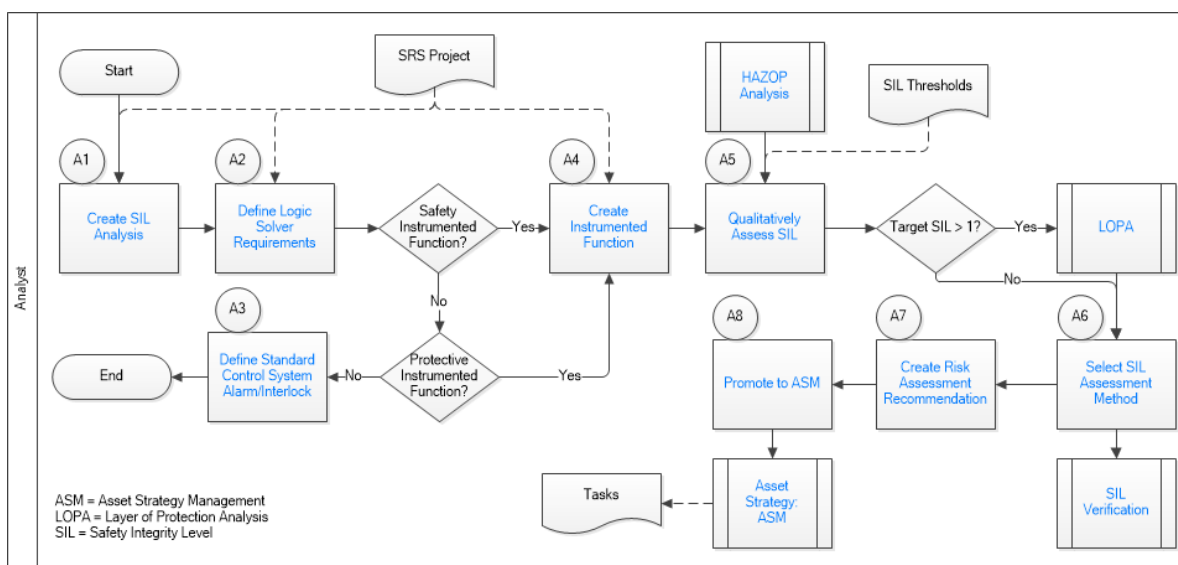 Analyst
Start
SRS Project
HAZOP
Analysis
SIL Thresholds
A1
Create SIL
Analysis
A2
Define Logic
Solver
Requirements
Safety
Instrumented
Function?
Yes
A4
Create
Instrumented
Function
A5
Qualitatively
Assess SIL
Target SIL > 1?
Yes
LOPA
No
No
A3
Define Standard
Control System
Alarm/Interlock
End
No
Protective
Instrumented
Function?
Yes
A8
Promote to ASM
A7
Create Risk
Assessment
Recommendation
A6
Select SIL
Assessment
Method
Tasks
Asset
Strategy:
ASM
SIL
Verification
ASM = Asset Strategy Management
LOPA = Layer of Protection Analysis
SIL = Safety Integrity Level